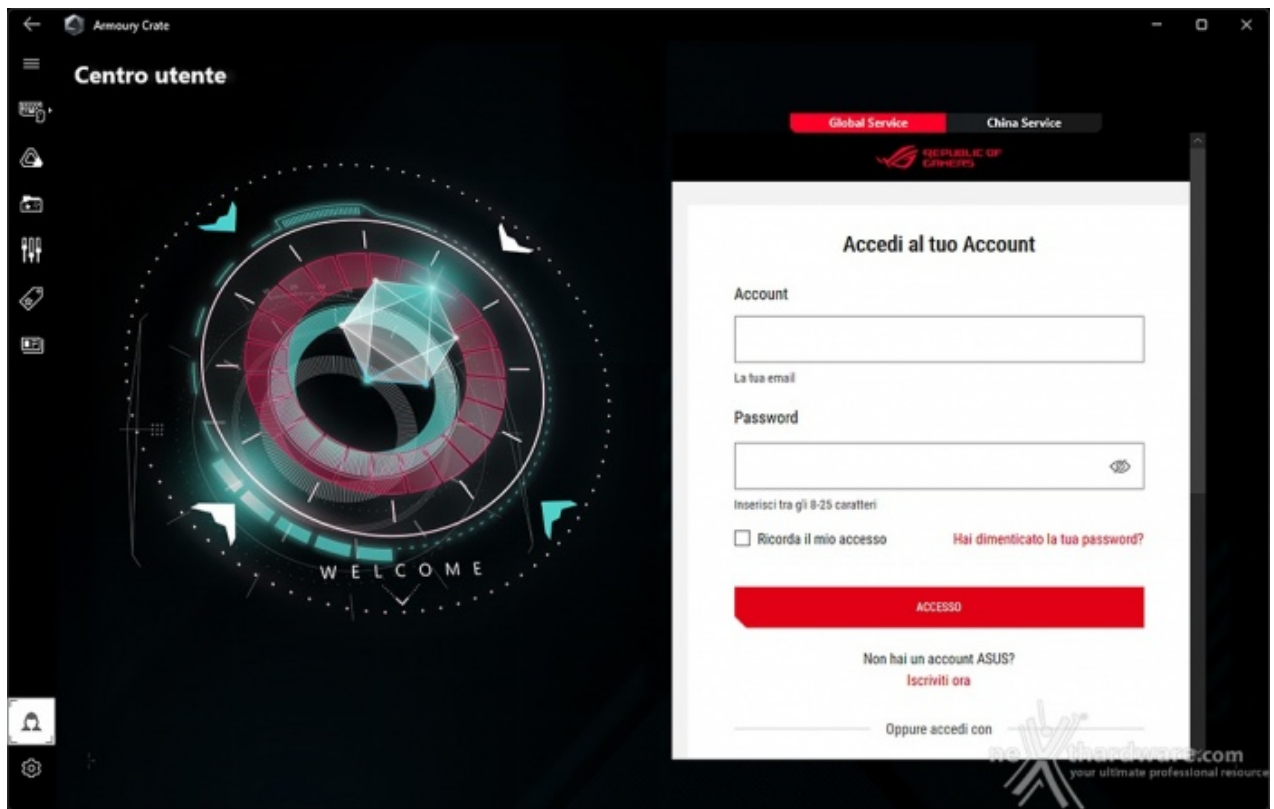 Armoury Crate
Centro utente
Global Service
China Service
REPUBLIC OF
GAMERS
WELCOME
Accedi al tuo Account
Account
La tua email
Password
Inserisci tra gli 8-25 caratteri
Ricorda il mio accesso
Hai dimenticato la tua password?
ACCESSO
Non hai un account ASUS?
Iscriviti ora
Oppure accedi con
nexthardware.com
your ultimate professional resource